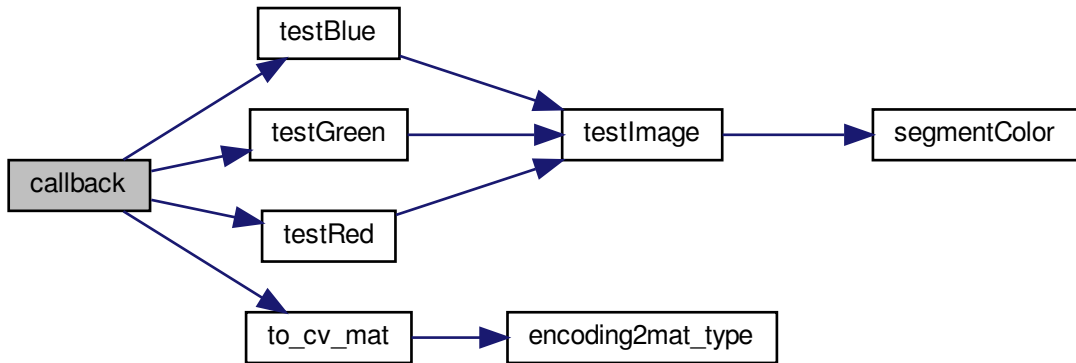 callback
testBlue
testGreen
testRed
to_cv_mat
testImage
encoding2mat_type
segmentColor